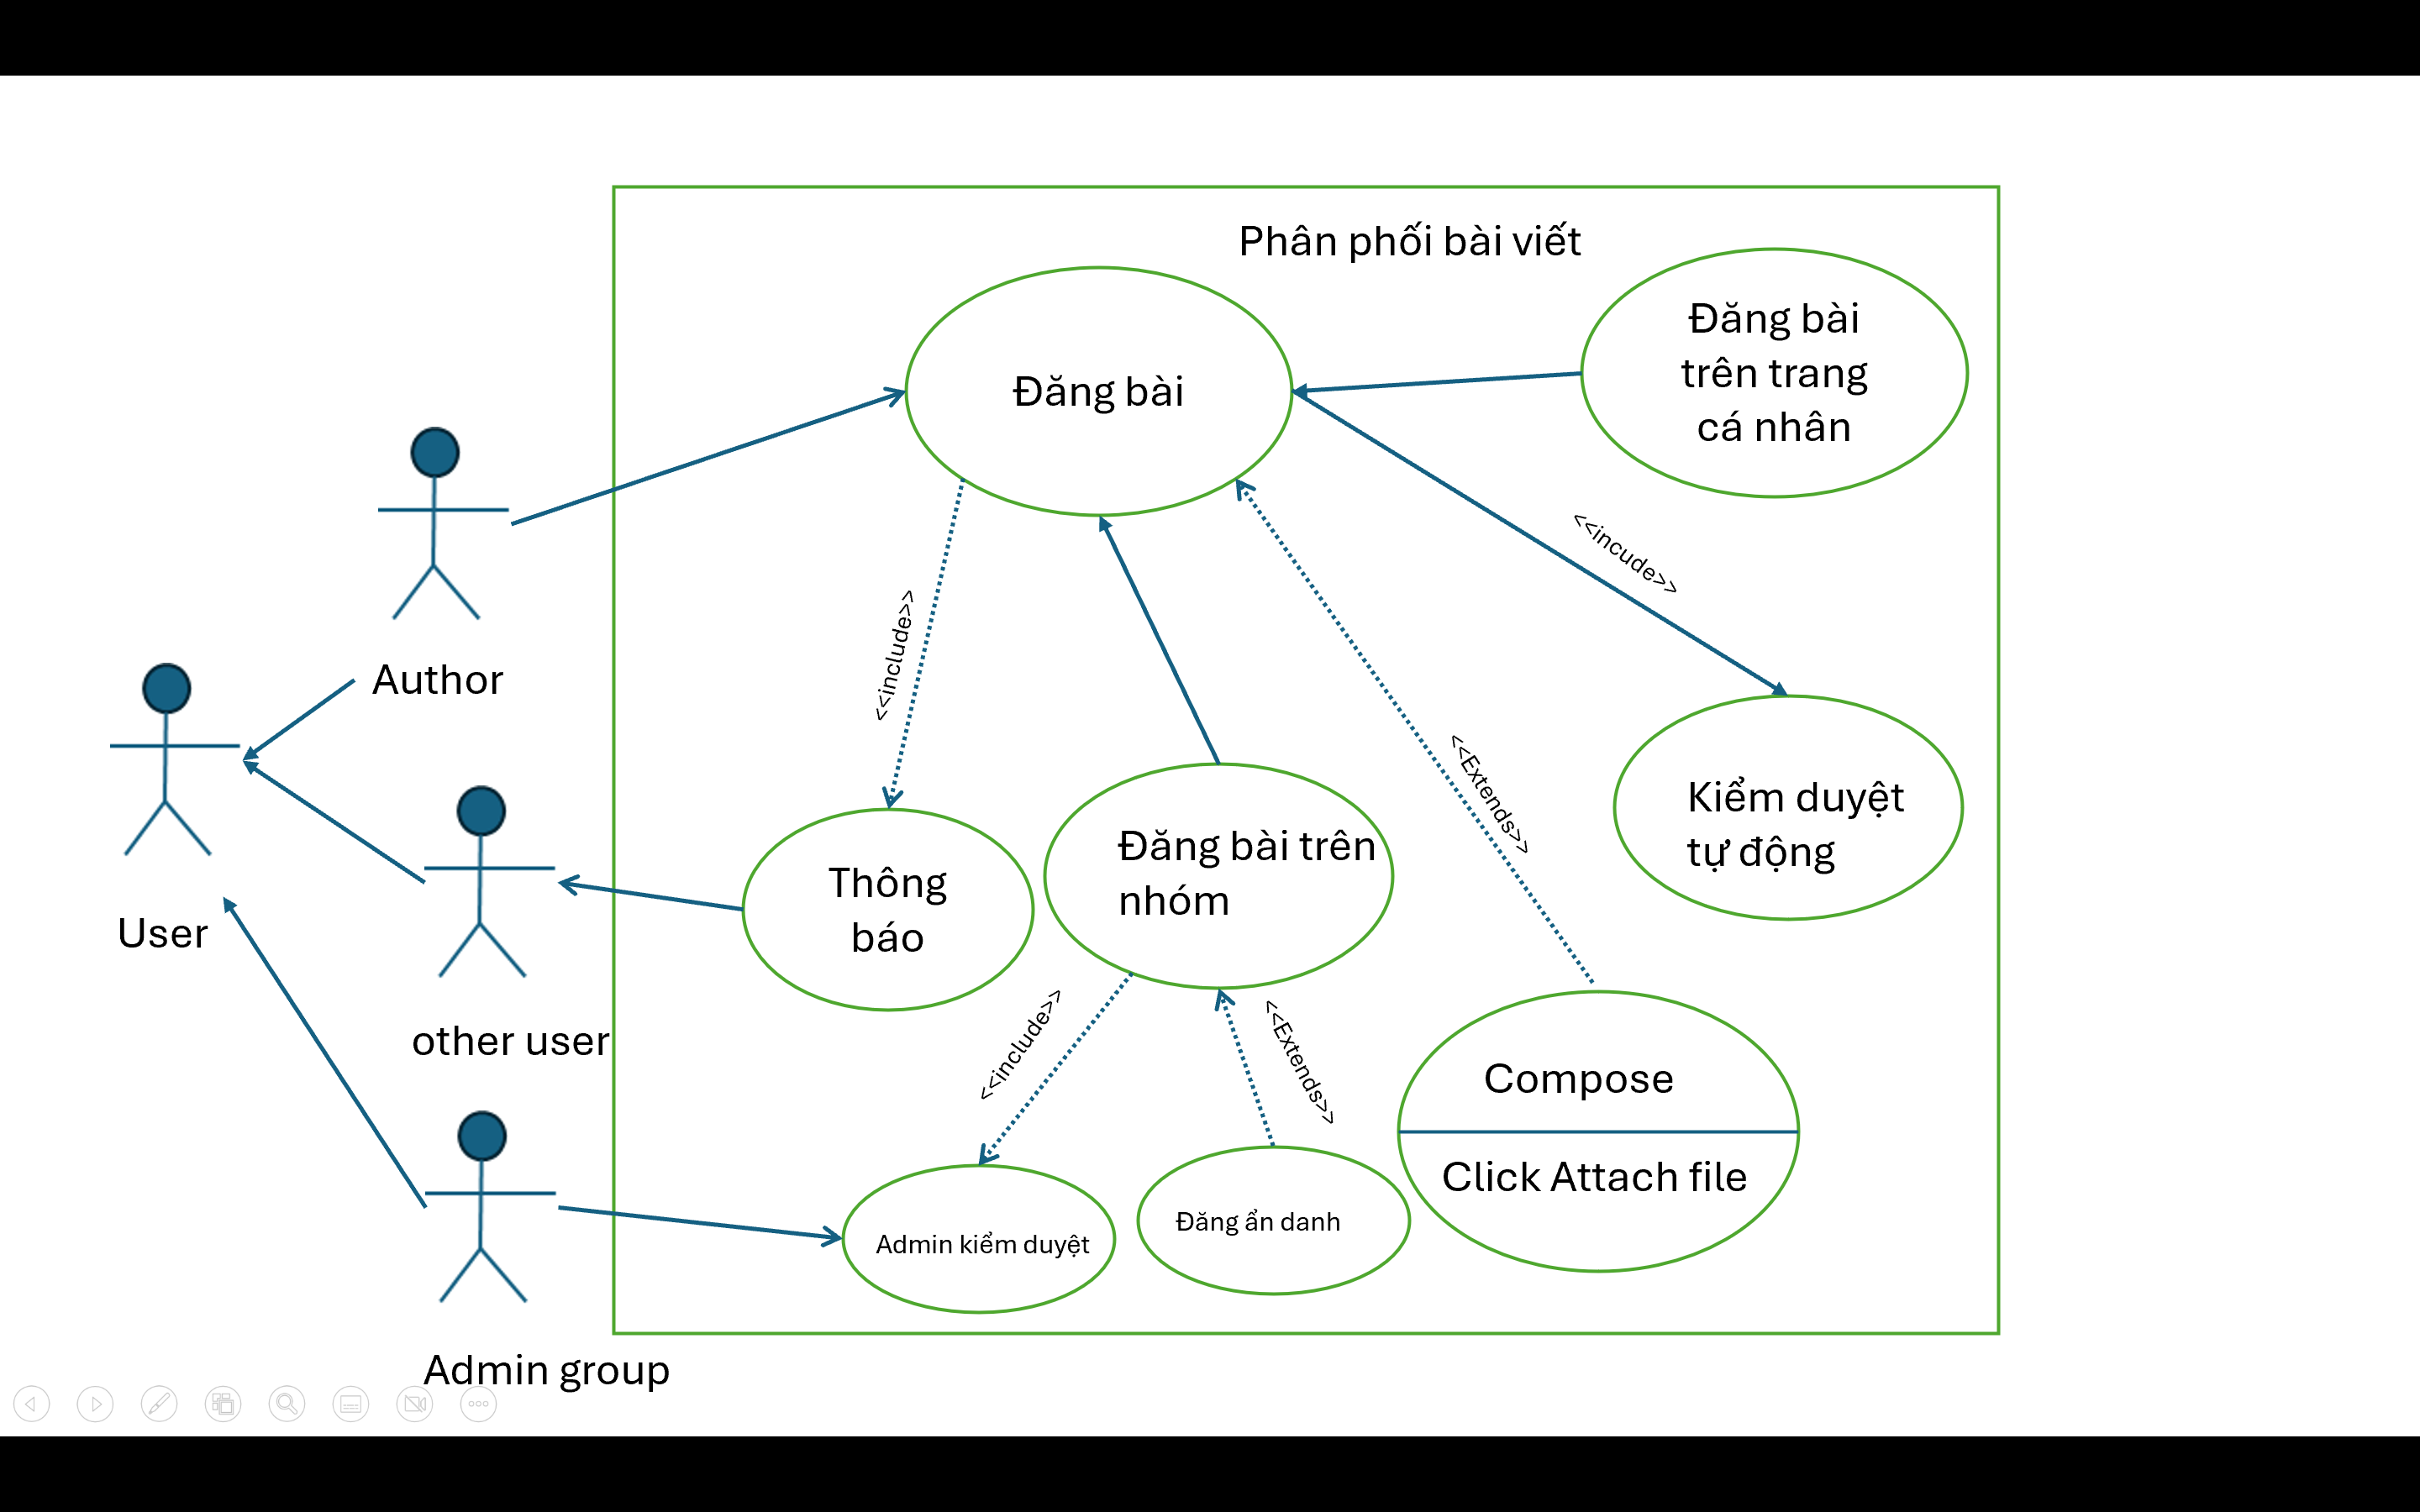 Phân phối bài viết
Đăng bài
Đăng bài
trên trang
cá nhân
<<incude>>
Author
<<include>>
<<Extends>>
Kiểm duyệt
tự động
User
Thông
báo
Đăng bài trên
nhóm
other user
<<include>>
<<Extends>>
Compose
Click Attach file
Admin kiểm duyệt
Đăng ẩn danh
Admin group